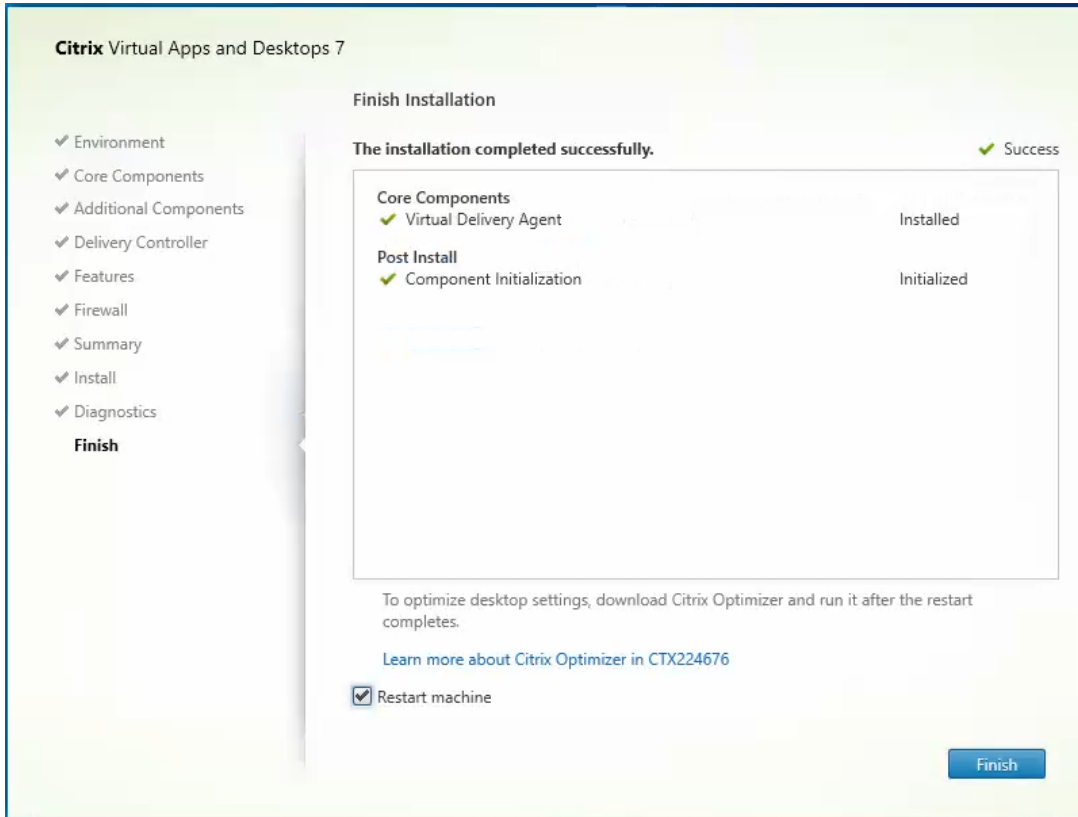 Citrix Virtual Apps and Desktops 7
Finish Installation
Environment
Core Components
Additional Components
Delivery Controller
Features
Firewall
Summary
Install
Diagnostics
Finish
The installation completed successfully.
Success
Core Components
Virtual Delivery Agent Installed
Post Install
Component Initialization Initialized
To optimize desktop settings, download Citrix Optimizer and run it after the restart
completes.
Learn more about Citrix Optimizer in CTX224676
Restart machine
Finish